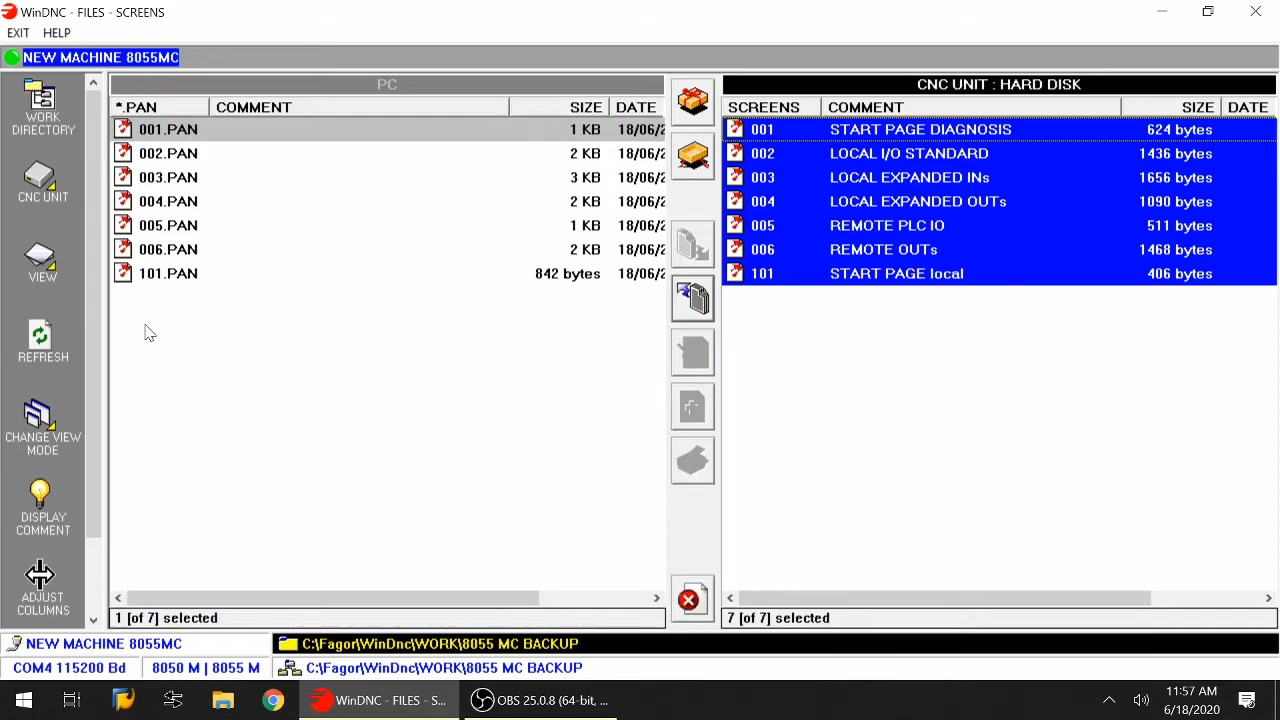 WinDNC - FILES - SCREENS
EXIT HELP
NEW MACHINE 8055MC
WORK
DIRECTORY
CNC UNIT
VIEW
REFRESH
CHANGE VIEW
MODE
DISPLAY
COMMENT
ADJUST
COLUMNS
PC
*.PAN COMMENT SIZE DATE
001.PAN 1 KB 18/06/2
002.PAN 2 KB 18/06/2
003.PAN 3 KB 18/06/2
004.PAN 2 KB 18/06/2
005.PAN 1 KB 18/06/2
006.PAN 2 KB 18/06/2
101.PAN 842 bytes 18/06/2
1 [of 7] selected
CNC UNIT : HARD DISK
SCREENS COMMENT SIZE DATE
001 START PAGE DIAGNOSIS 624 bytes
002 LOCAL I/O STANDARD 1436 bytes
003 LOCAL EXPANDED INs 1656 bytes
004 LOCAL EXPANDED OUTs 1090 bytes
005 REMOTE PLC IO 511 bytes
006 REMOTE OUTs 1468 bytes
101 START PAGE local 406 bytes
7 [of 7] selected
NEW MACHINE 8055MC C:\Fagor\WinDnc\WORK\8055 MC BACKUP
COM4 115200 Bd 8050 M | 8055 M C:\Fagor\WinDnc\WORK\8055 MC BACKUP
WinDNC - FILES - S... OBS 25.0.8 (64-bit, ...
11:57 AM
6/18/2020